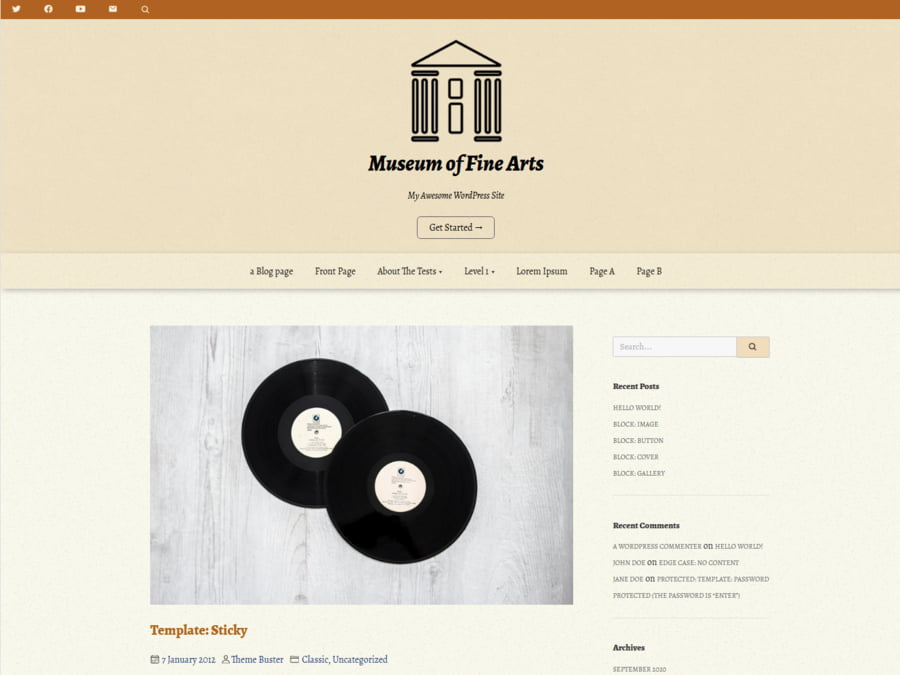 Museum of Fine Arts
My Awesome WordPress Site
Get Started →
a Blog page Front Page About The Tests Level 1 Lorem Ipsum Page A Page B
Search...
Recent Posts
HELLO WORLD!
BLOCK: IMAGE
BLOCK: BUTTON
BLOCK: COVER
BLOCK: GALLERY
Recent Comments
A WORDPRESS COMMENTER on HELLO WORLD!
JOHN DOE on EDGE CASE: NO CONTENT
JANE DOE on PROTECTED: TEMPLATE: PASSWORD
PROTECTED (THE PASSWORD IS “ENTER”)
Archives
SEPTEMBER 2020
Template: Sticky
7 January 2012 Theme Buster Classic, Uncategorized